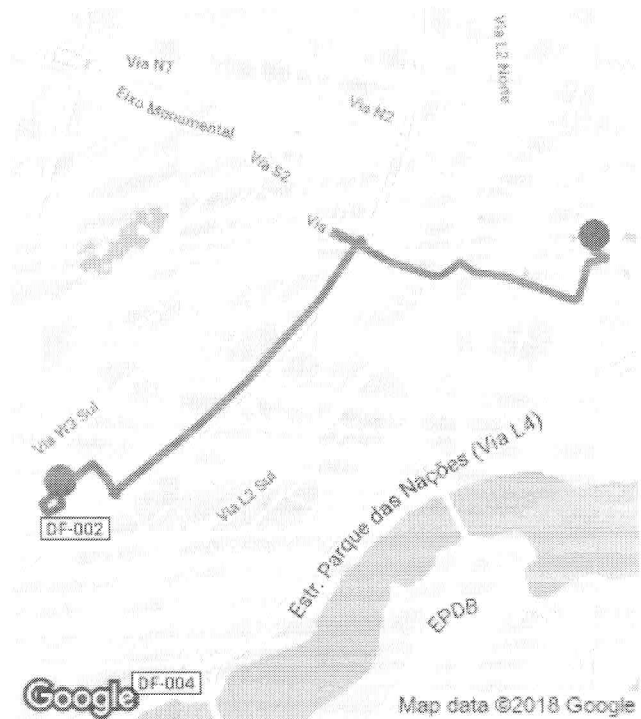 Via N1
Eixo Monumental
Via L2 Norte
Via N2
Via S2
Via
Via W3 Sul
Via L2 Sul
DF-002
Estr. Parque das Nações (Via L4)
EPDB
Google
DF-004
Map data ©2018 Google